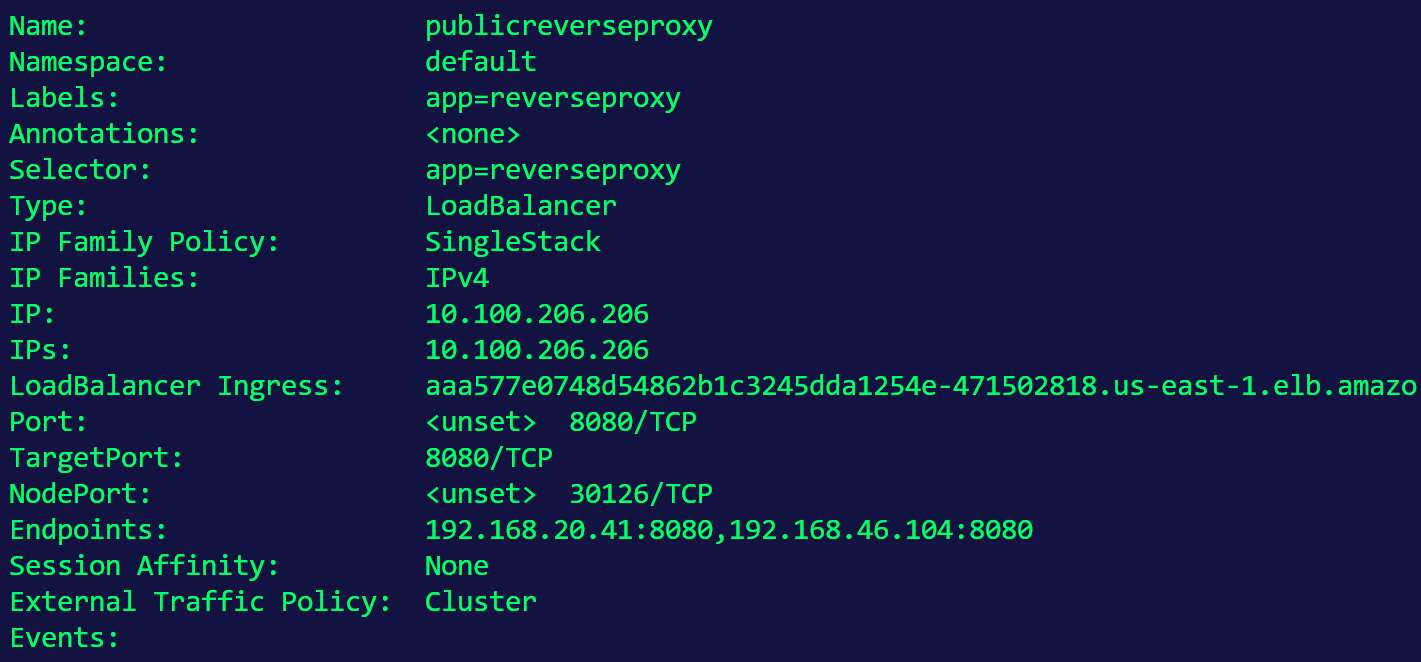 Name: publicreverseproxy
Namespace: default
Labels: app=reverseproxy
Annotations: <none>
Selector: app=reverseproxy
Type: LoadBalancer
IP Family Policy: SingleStack
IP Families: IPv4
IP: 10.100.206.206
IPs: 10.100.206.206
LoadBalancer Ingress: aaa577e0748d54862b1c3245dda1254e-471502818.us-east-1.elb.amazo
Port: <unset> 8080/TCP
TargetPort: 8080/TCP
NodePort: <unset> 30126/TCP
Endpoints: 192.168.20.41:8080,192.168.46.104:8080
Session Affinity: None
External Traffic Policy: Cluster
Events: